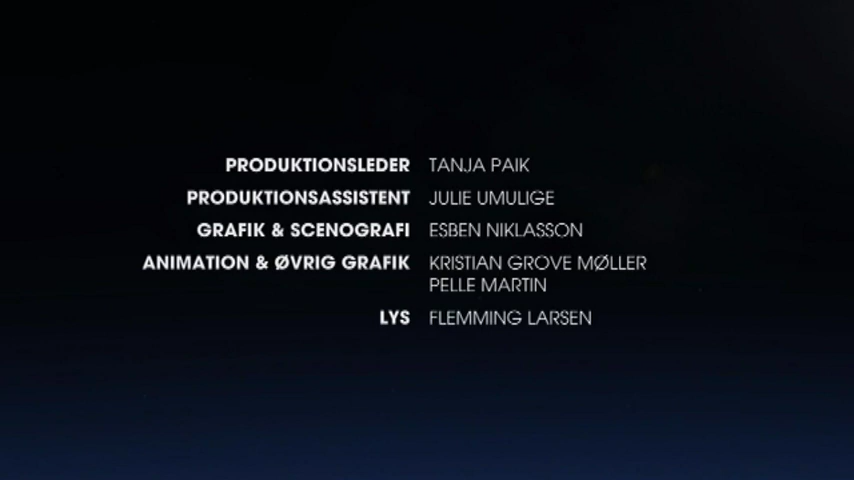 PRODUKTIONSLEDER TANJA PAIK
PRODUKTIONSASSISTENT JULIE UMULIGE
GRAFIK & SCENOGRAFI ESBEN NIKLASSON
ANIMATION & ØVRIG GRAFIK KRISTIAN GROVE MØLLER
PELLE MARTIN
LYS FLEMMING LARSEN